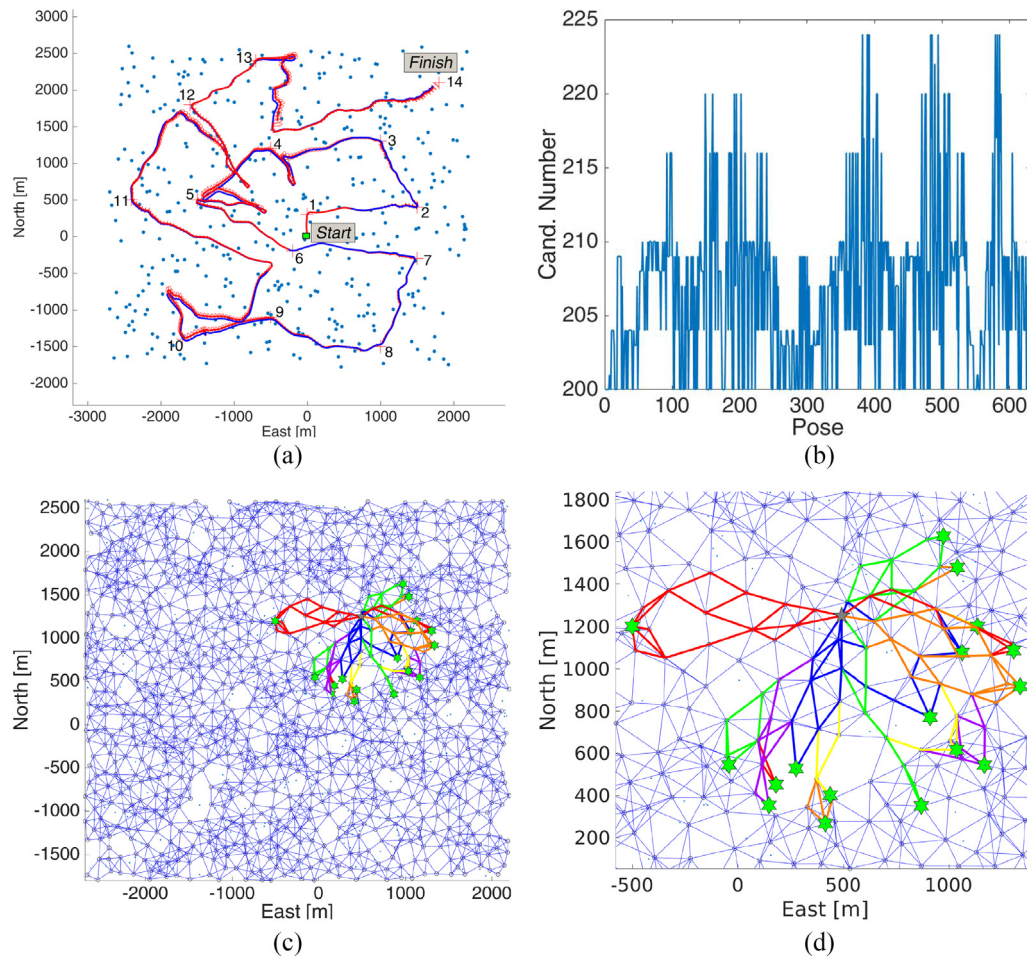 3000
2500
2000
1500
1000
500
0
-500
-1000
-1500
-2000
North [m]
13
Finish
14
12
4
3
5
11
1
2
Start
6
7
9
10
8
-3000 -2000 -1000 0 1000 2000
East [m]
(a)
225
220
215
210
205
200
Cand. Number
0 100 200 300 400 500 600
Pose
(b)
2500
2000
1500
1000
500
0
-500
-1000
-1500
North [m]
-2000 -1000 0 1000 2000
East [m]
(c)
1800
1600
1400
1200
1000
800
600
400
200
North [m]
-500 0 500 1000
East [m]
(d)